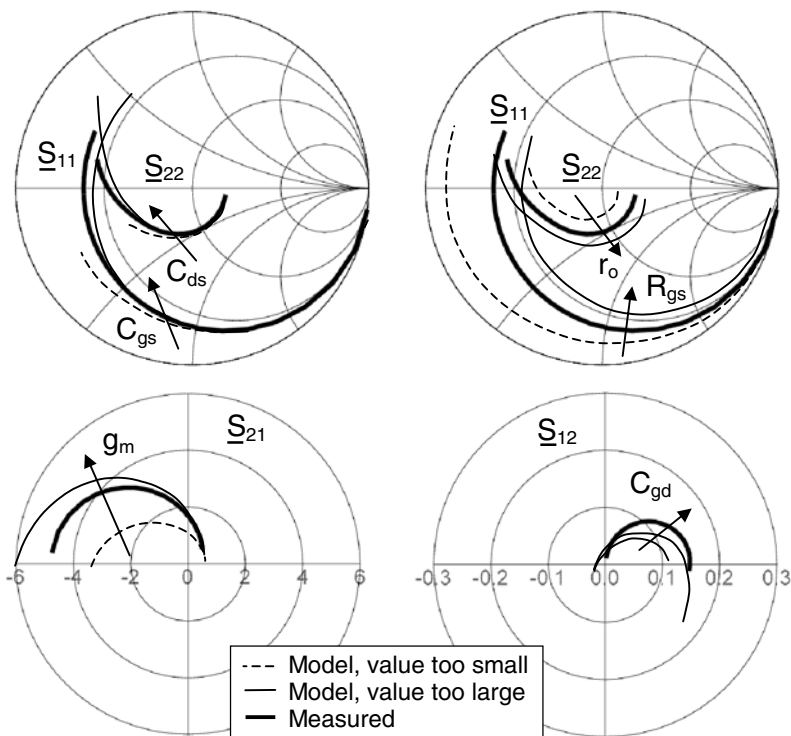 S11
S22
Cds
Cgs
S11
S22
ro
Rgs
gm
S21
-6 -4 -2 0 2 4 6
S12
Cgd
-0.3 -0.2 -0.1 0.0 0.1 0.2 0.3
Model, value too small
Model, value too large
Measured